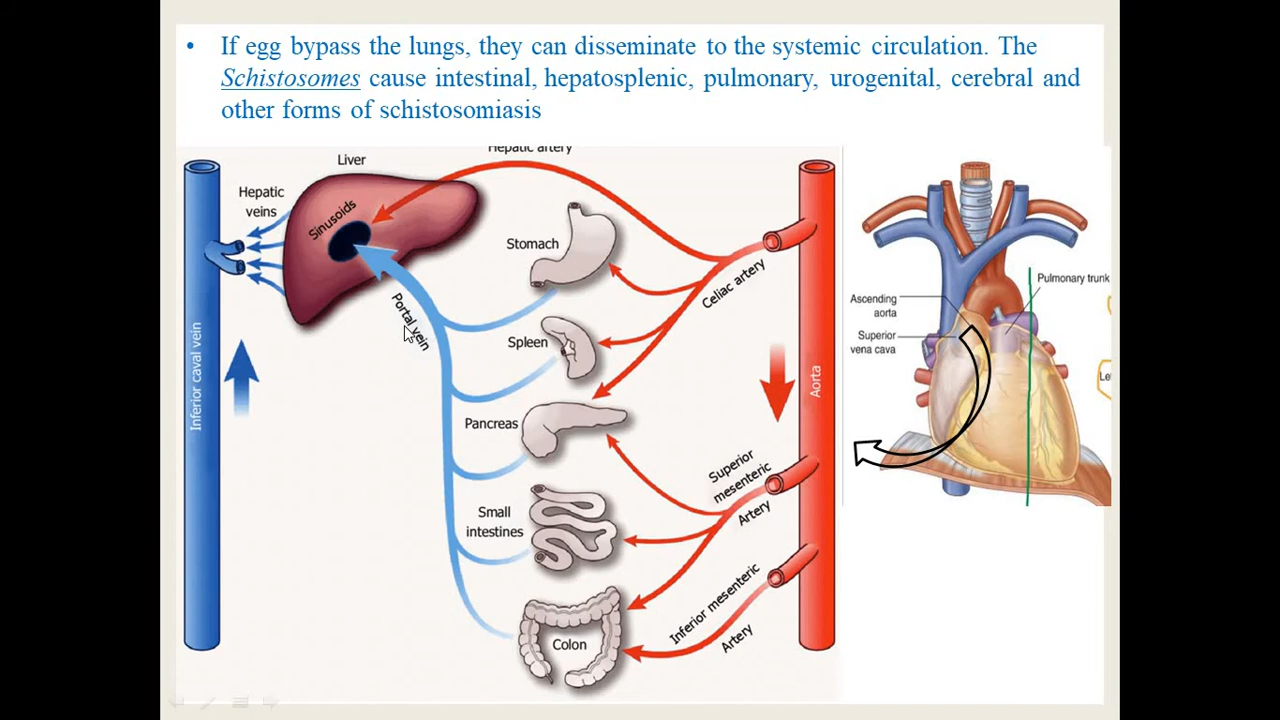 • If egg bypass the lungs, they can disseminate to the systemic circulation. The
Schistosomes cause intestinal, hepatosplenic, pulmonary, urogenital, cerebral and
other forms of schistosomiasis
Hepatic artery
Liver
Hepatic
veins
Sinusoids
Stomach
Celiac artery
Portal vein
Spleen
Inferior caval vein
Aorta
Pancreas
Superior
mesenteric
Artery
Small
intestines
Inferior mesenteric
Artery
Colon
Pulmonary trunk
Ascending
aorta
Superior
vena cava